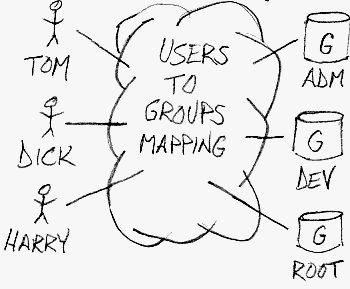 USERS
TO
GROUPS
MAPPING
TOM
DICK
HARRY
G
ADM
G
DEV
G
ROOT